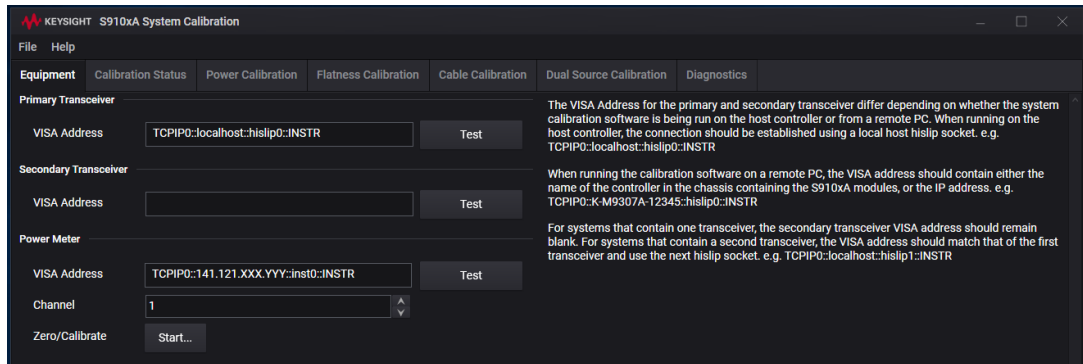 KEYSIGHT S910xA System Calibration
File Help
Equipment Calibration Status Power Calibration Flatness Calibration Cable Calibration Dual Source Calibration Diagnostics
Primary Transceiver
VISA Address TCPIP0::localhost::hislip0::INSTR Test
Secondary Transceiver
VISA Address Test
Power Meter
VISA Address TCPIP0::141.121.XXX.YYY::inst0::INSTR Test
Channel 1
Zero/Calibrate Start...
The VISA Address for the primary and secondary transceiver differ depending on whether the system
calibration software is being run on the host controller or from a remote PC. When running on the
host controller, the connection should be established using a local host hislip socket. e.g.
TCPIP0::localhost::hislip0::INSTR
When running the calibration software on a remote PC, the VISA address should contain either the
name of the controller in the chassis containing the S910xA modules, or the IP address. e.g.
TCPIP0::K-M9307A-12345::hislip0::INSTR
For systems that contain one transceiver, the secondary transceiver VISA address should remain
blank. For systems that contain a second transceiver, the VISA address should match that of the first
transceiver and use the next hislip socket. e.g. TCPIP0::localhost::hislip1::INSTR